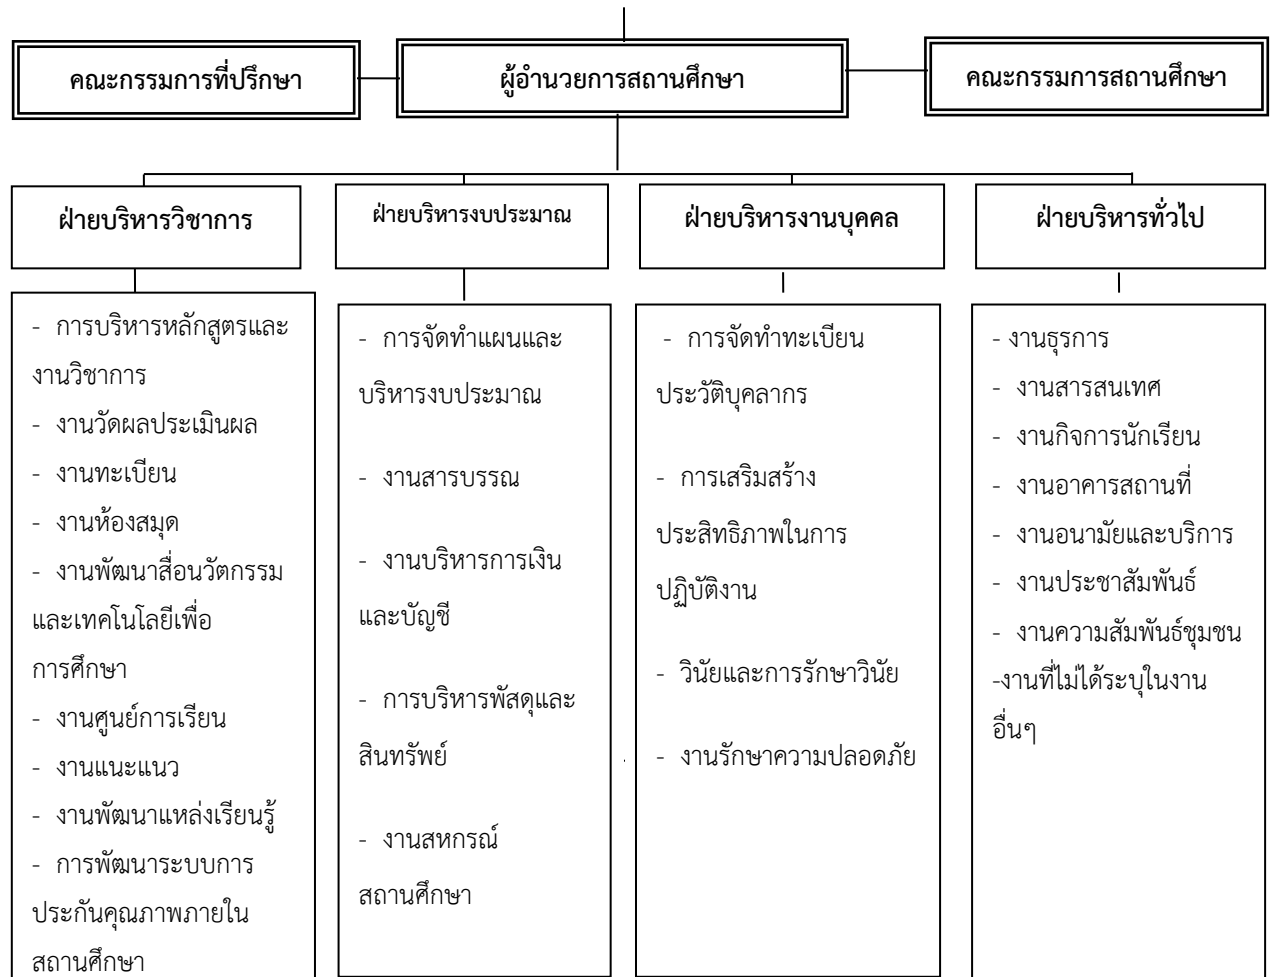 คณะกรรมการที่ปรึกษา
ผู้อำนวยการสถานศึกษา
คณะกรรมการสถานศึกษา
ฝ่ายบริหารวิชาการ
ฝ่ายบริหารงบประมาณ
ฝ่ายบริหารงานบุคคล
ฝ่ายบริหารทั่วไป
- การบริหารหลักสูตรและ
งานวิชาการ
- งานวัดผลประเมินผล
- งานทะเบียน
- งานห้องสมุด
- งานพัฒนาสื่อนวัตกรรม
และเทคโนโลยีเพื่อ
การศึกษา
- งานศูนย์การเรียน
- งานแนะแนว
- งานพัฒนาแหล่งเรียนรู้
- การพัฒนาระบบการ
ประกันคุณภาพภายใน
สถานศึกษา
- การจัดทำแผนและ
บริหารงบประมาณ
- งานสารบรรณ
- งานบริหารการเงิน
และบัญชี
- การบริหารพัสดุและ
สินทรัพย์
- งานสหกรณ์
สถานศึกษา
- การจัดทำทะเบียน
ประวัติบุคลากร
- การเสริมสร้าง
ประสิทธิภาพในการ
ปฏิบัติงาน
- วินัยและการรักษาวินัย
- งานรักษาความปลอดภัย
- งานธุรการ
- งานสารสนเทศ
- งานกิจการนักเรียน
- งานอาคารสถานที่
- งานอนามัยและบริการ
- งานประชาสัมพันธ์
- งานความสัมพันธ์ชุมชน
-งานที่ไม่ได้ระบุในงาน
อื่นๆ